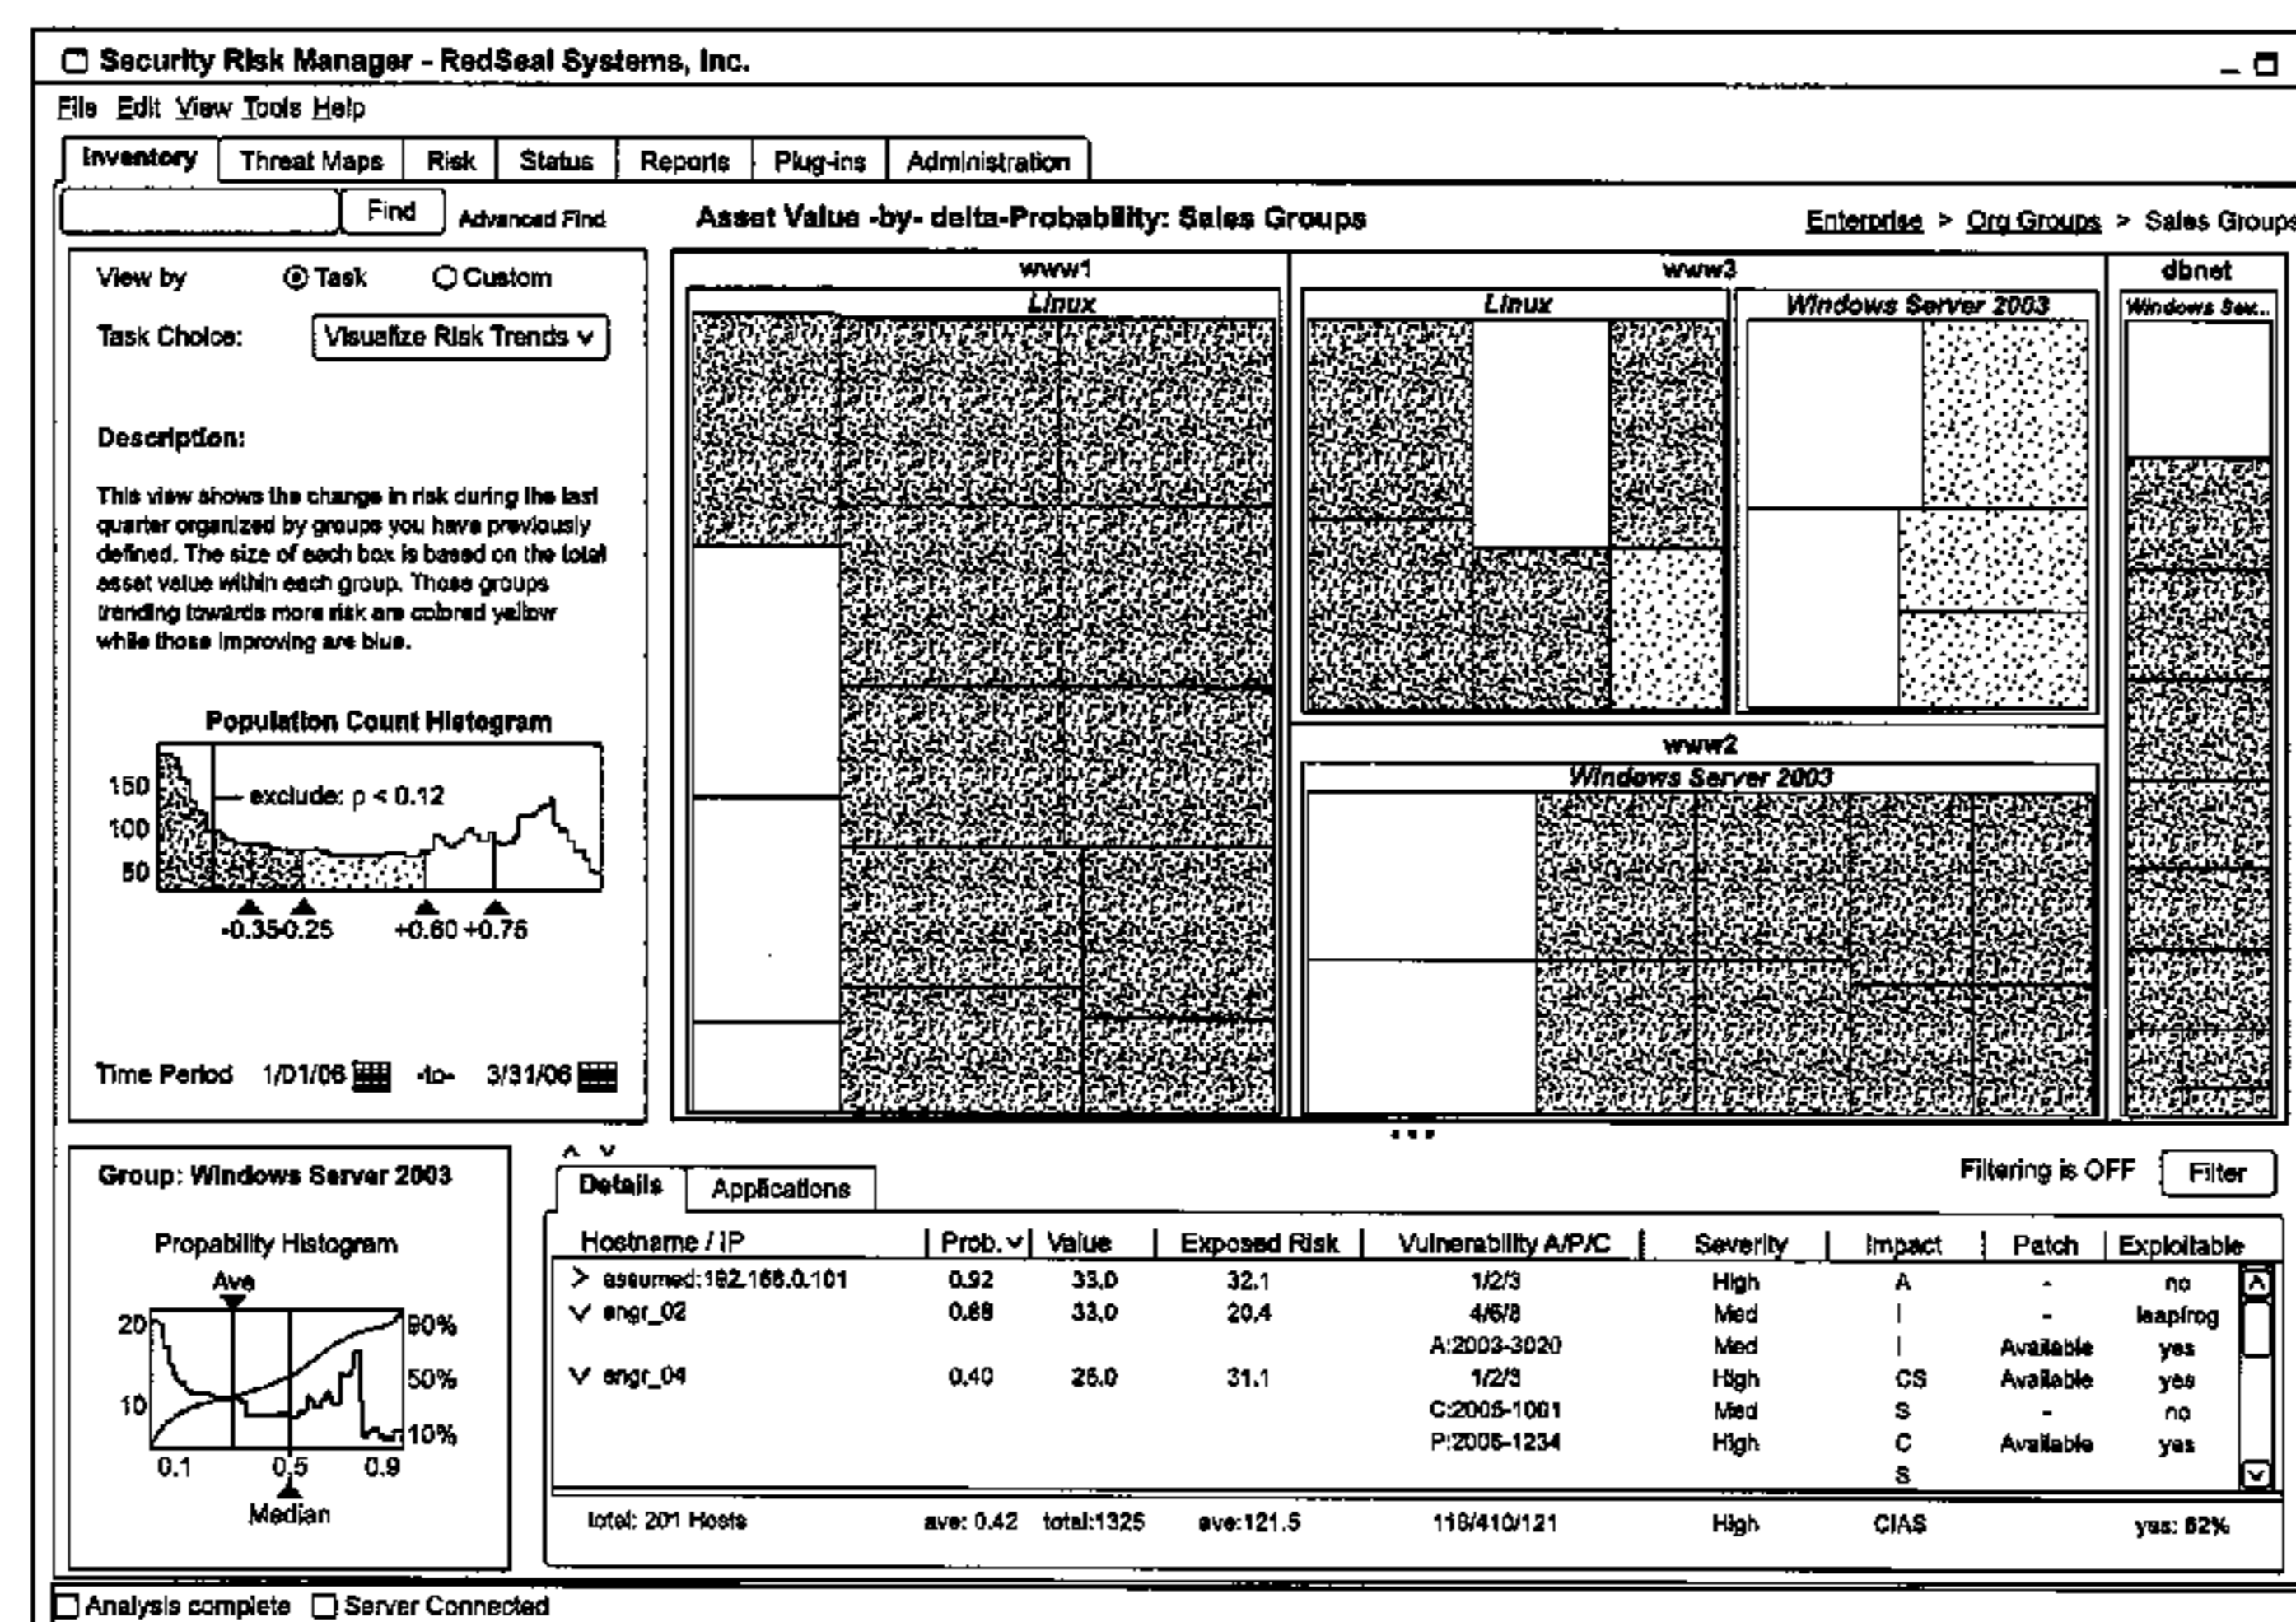 Security Risk Manager - RedSeal Systems, Inc.
File Edit View Tools Help
Inventory Threat Maps Risk Status Reports Plug-ins Administration
Find Advanced Find
Asset Value -by- delta-Probability: Sales Groups
Enterprise > Org Groups > Sales Groups
View by Task Custom
Task Choice: Visualize Risk Trends
Description:
This view shows the change in risk during the last
quarter organized by groups you have previously
defined. The size of each box is based on the total
asset value within each group. Those groups
trending towards more risk are colored yellow
while those improving are blue.
Population Count Histogram
150
100
50
exclude: p < 0.12
-0.35 -0.25 +0.60 +0.75
Time Period 1/01/06 -to- 3/31/06
www1
Linux
www3
Linux
Windows Server 2003
dbnet
Windows Ser...
www2
Windows Server 2003
Group: Windows Server 2003
Propability Histogram
Ave
20
10
90%
50%
10%
0.1 0.5 0.9
Median
Details Applications
Filtering is OFF Filter
Hostname / IP Prob. Value Exposed Risk Vulnerability A/P/C Severity Impact Patch Exploitable
> assumed:192.168.0.101 0.92 33.0 32.1 1/2/3 High A - no
engr_02 0.68 33.0 20.4 4/6/8 Med I - leapfrog
A:2003-3020 Med I Available yes
engr_04 0.40 26.0 31.1 1/2/3 High CS Available yes
C:2005-1001 Med S - no
P:2005-1234 High C Available yes
S
total: 201 Hosts ave: 0.42 total:1325 ave:121.5 118/410/121 High CIAS yes: 62%
Analysis complete Server Connected